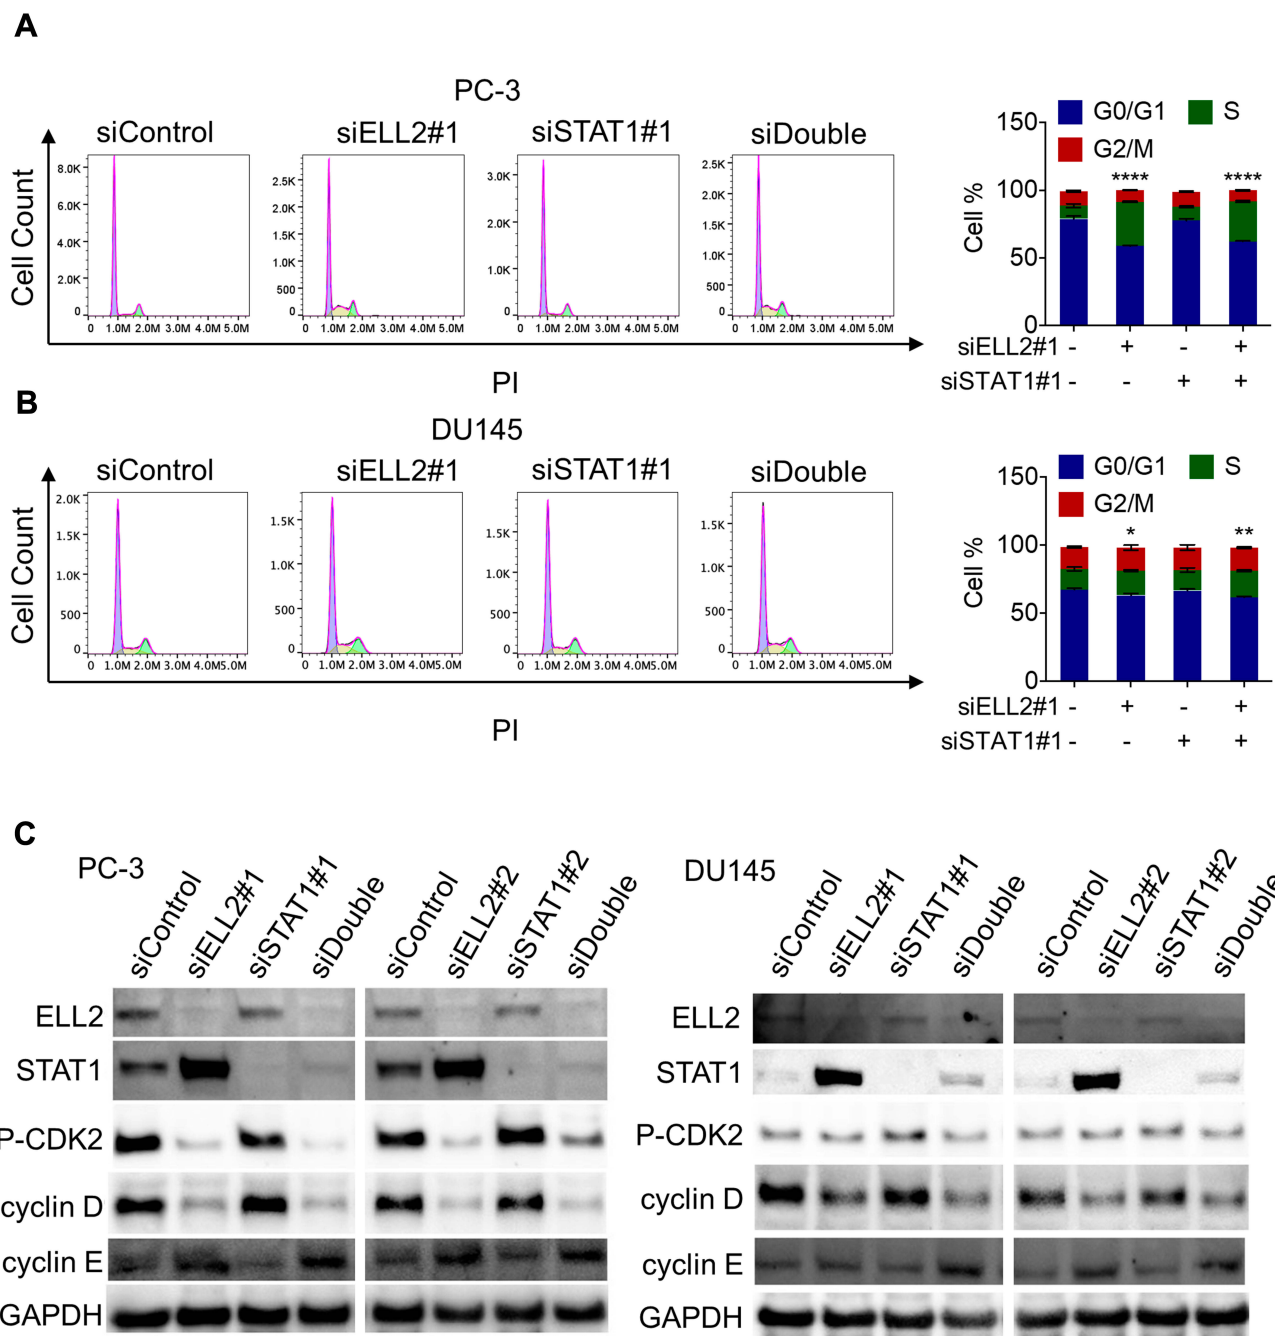 A
PC-3
siControl siELL2#1 siSTAT1#1 siDouble
Cell Count
8.0K
6.0K
4.0K
2.0K
0
0 1.0M 2.0M 3.0M 4.0M 5.0M
2.5K
2.0K
1.5K
1.0K
500
0
0 1.0M 2.0M 3.0M 4.0M 5.0M
3.0K
2.0K
1.0K
0
0 1.0M 2.0M 3.0M 4.0M 5.0M
2.5K
2.0K
1.5K
1.0K
500
0
0 1.0M 2.0M 3.0M 4.0M 5.0M
PI
G0/G1 S
G2/M
Cell %
150
100
50
0
**** ****
siELL2#1 - + - +
siSTAT1#1 - - + +
B
DU145
siControl siELL2#1 siSTAT1#1 siDouble
Cell Count
2.0K
1.5K
1.0K
500
0
0 1.0M 2.0M 3.0M 4.0M5.0M
1.5K
1.0K
500
0
0 1.0M 2.0M 3.0M 4.0M5.0M
1.5K
1.0K
500
0
0 1.0M 2.0M 3.0M 4.0M5.0M
1.5K
1.0K
500
0
0 1.0M 2.0M 3.0M 4.0M5.0M
PI
G0/G1 S
G2/M
Cell %
150
100
50
0
* **
siELL2#1 - + - +
siSTAT1#1 - - + +
C
PC-3
siControl siELL2#1 siSTAT1#1 siDouble siControl siELL2#2 siSTAT1#2 siDouble
ELL2
STAT1
P-CDK2
cyclin D
cyclin E
GAPDH
DU145
siControl siELL2#1 siSTAT1#1 siDouble siControl siELL2#2 siSTAT1#2 siDouble
ELL2
STAT1
P-CDK2
cyclin D
cyclin E
GAPDH